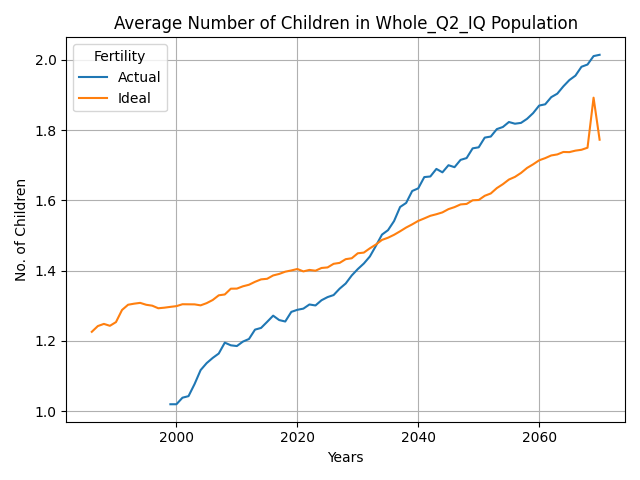 Average Number of Children in Whole_Q2_IQ Population
Fertility
Actual
Ideal
No. of Children
2.0
1.8
1.6
1.4
1.2
1.0
2000 2020 2040 2060
Years